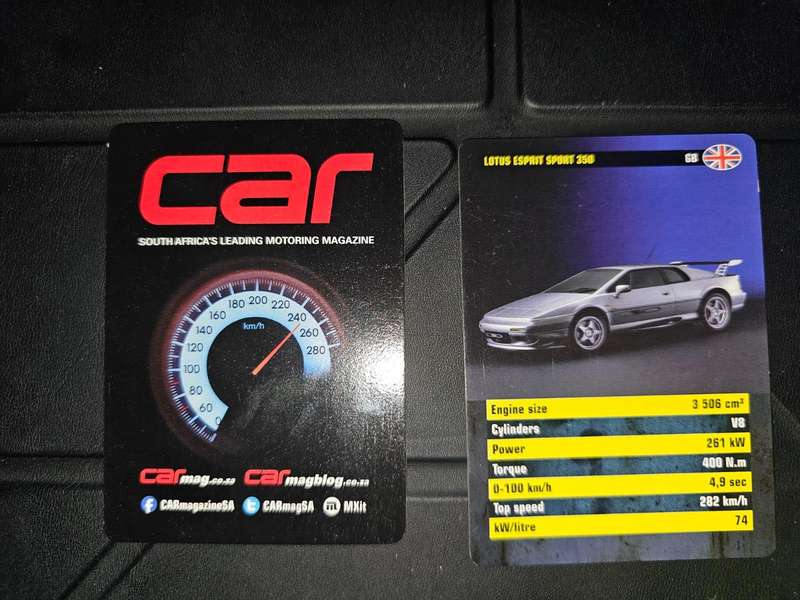 car
SOUTH AFRICA'S LEADING MOTORING MAGAZINE
0
60
80
100
120
140
160
180
200
220
240
260
280
km/h
CARmag.co.za CARmagblog.co.za
CARmagazineSA CARmagSA MXit
LOTUS ESPRIT SPORT 350 GB
Engine size 3 506 cm³
Cylinders V8
Power 261 kW
Torque 400 N.m
0-100 km/h 4,9 sec
Top speed 282 km/h
kW/litre 74